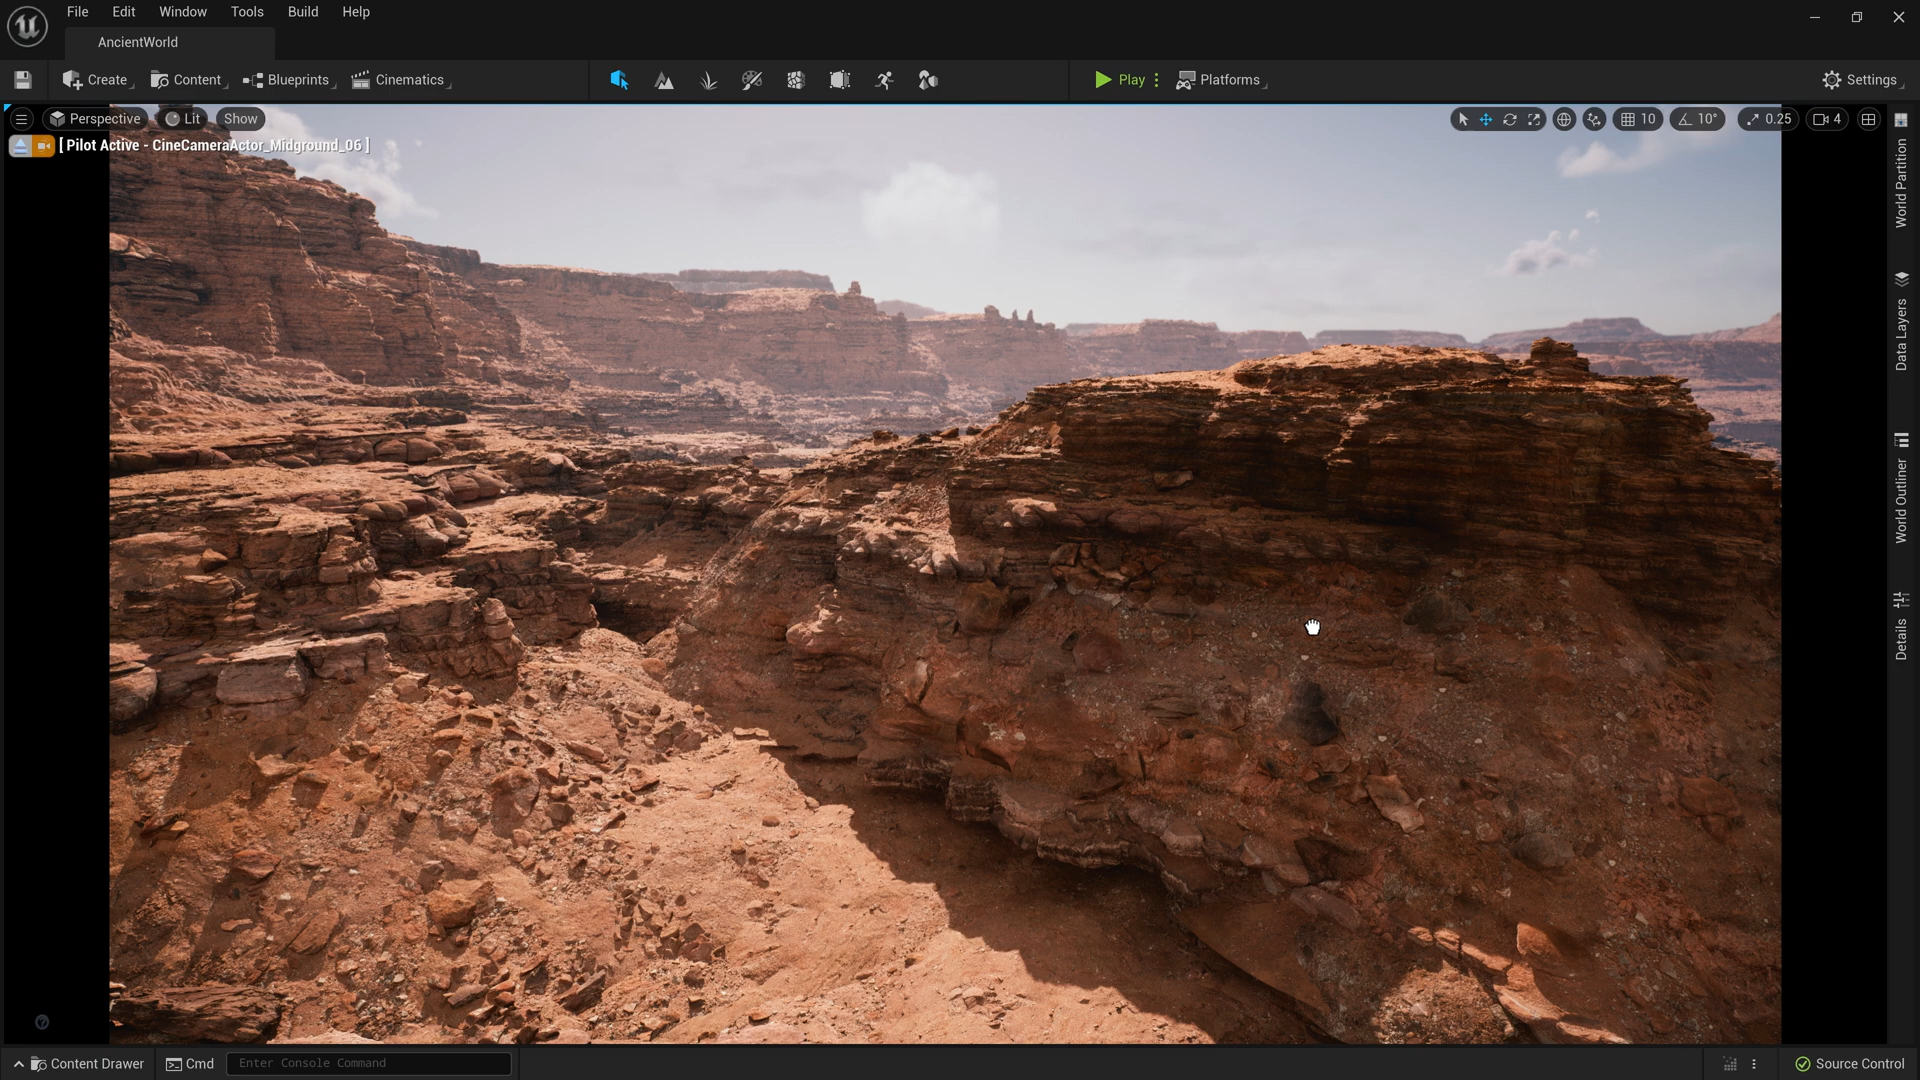 File Edit Window Tools Build Help
AncientWorld
Create Content Blueprints Cinematics Play Platforms Settings
Perspective Lit Show 10 10° 0.25 4
[ Pilot Active - CineCameraActor_Midground_06 ]
World Partition
Data Layers
World Outliner
Details
Content Drawer Cmd Enter Console Command Source Control